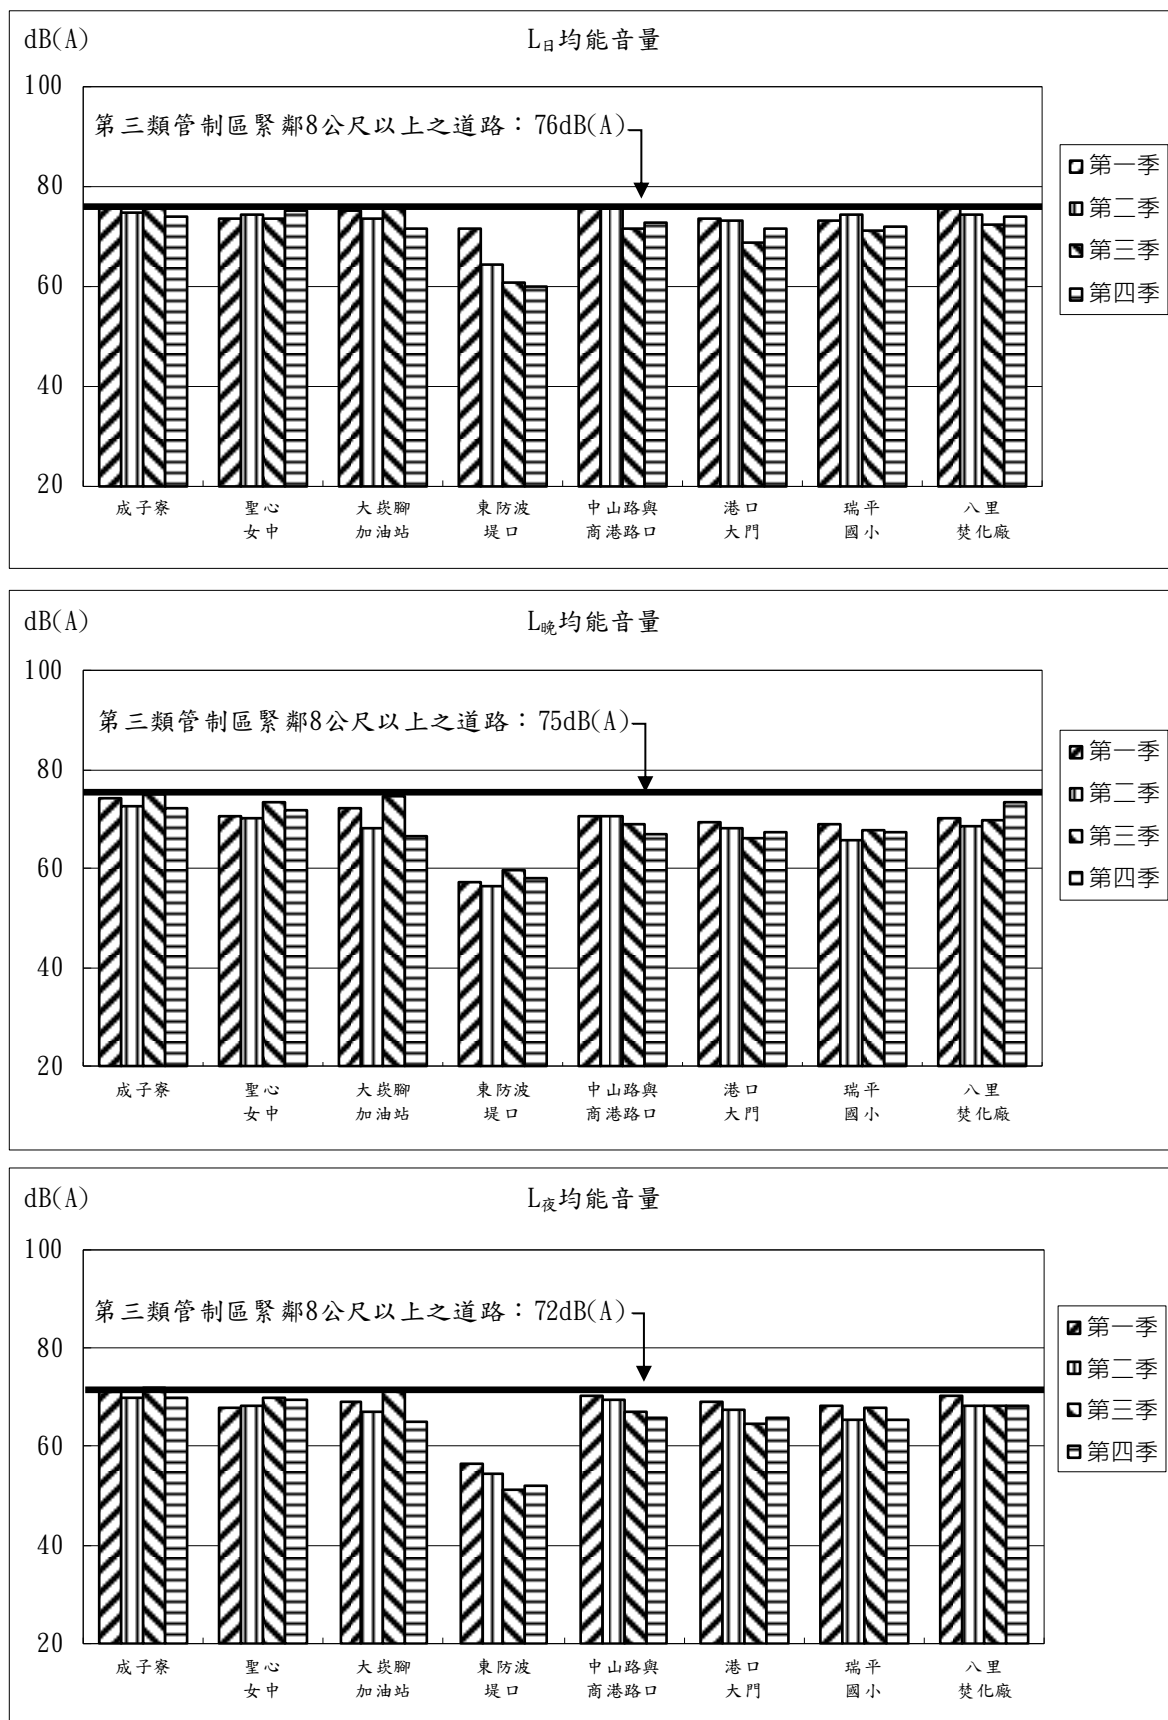 dB(A)
L日均能音量
100
第三類管制區緊鄰8公尺以上之道路：76dB(A)
80
60
40
20
第一季
第二季
第三季
第四季
成子寮
聖心
女中
大崁腳
加油站
東防波
堤口
中山路與
商港路口
港口
大門
瑞平
國小
八里
焚化廠
dB(A)
L晚均能音量
100
第三類管制區緊鄰8公尺以上之道路：75dB(A)
80
60
40
20
第一季
第二季
第三季
第四季
成子寮
聖心
女中
大崁腳
加油站
東防波
堤口
中山路與
商港路口
港口
大門
瑞平
國小
八里
焚化廠
dB(A)
L夜均能音量
100
第三類管制區緊鄰8公尺以上之道路：72dB(A)
80
60
40
20
第一季
第二季
第三季
第四季
成子寮
聖心
女中
大崁腳
加油站
東防波
堤口
中山路與
商港路口
港口
大門
瑞平
國小
八里
焚化廠